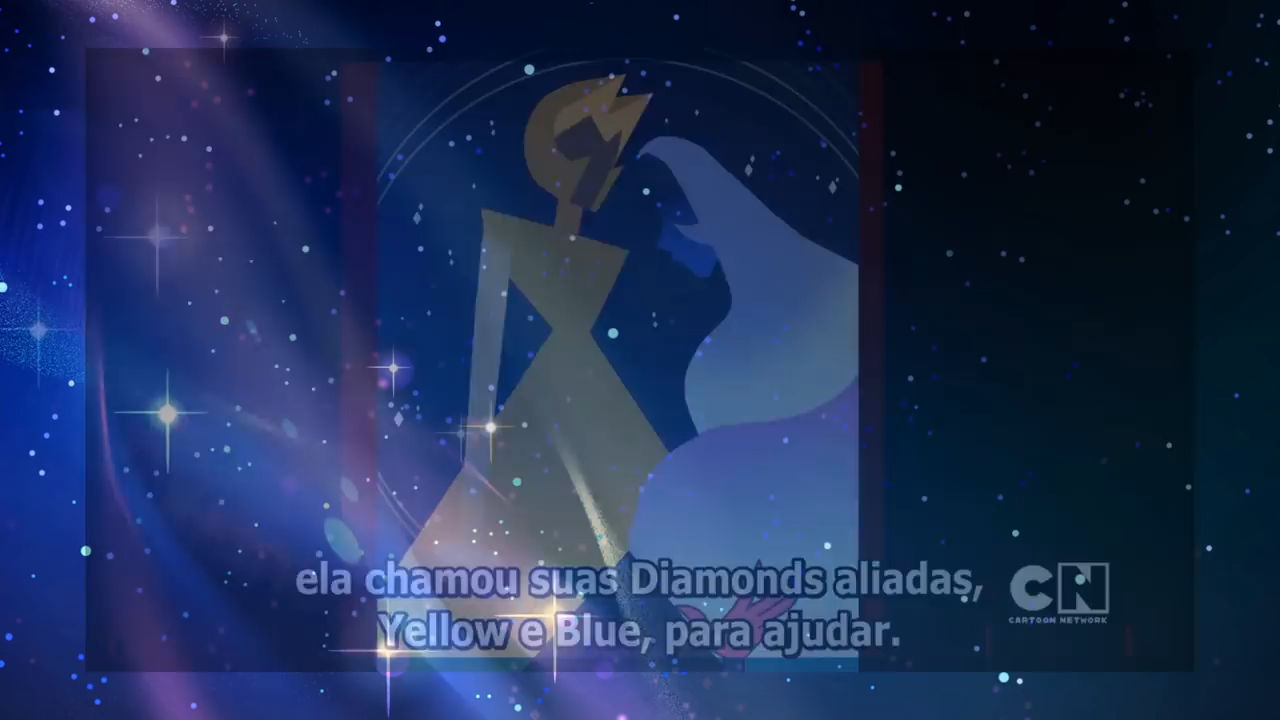 ela chamou suas Diamonds aliadas,
Yellow e Blue, para ajudar.
CN
CARTOON NETWORK